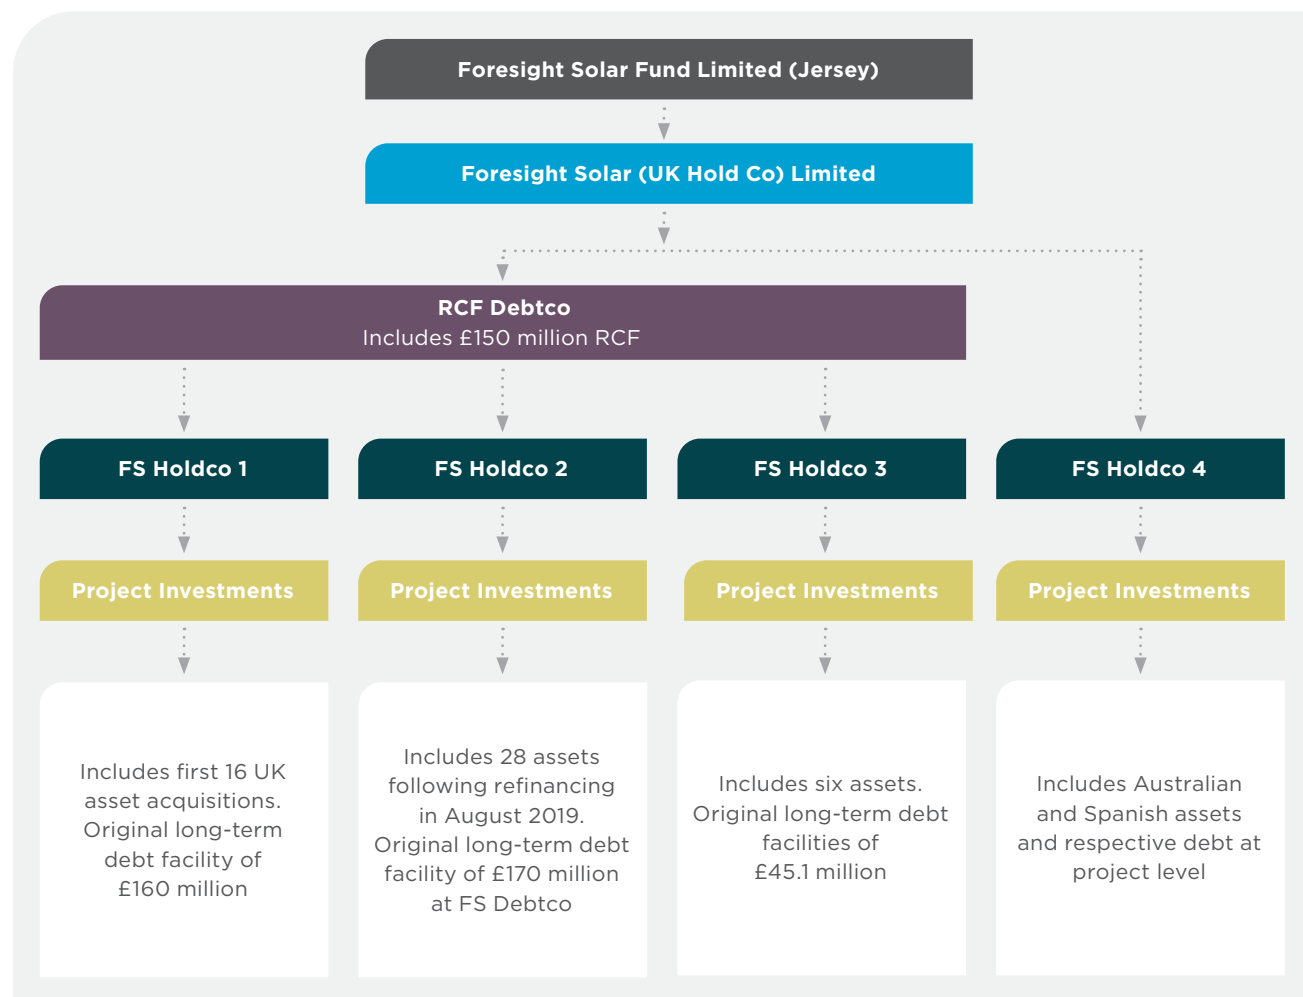 Foresight Solar Fund Limited (Jersey)
Foresight Solar (UK Hold Co) Limited
RCF Debtco
Includes £150 million RCF
FS Holdco 1
FS Holdco 2
FS Holdco 3
FS Holdco 4
Project Investments
Project Investments
Project Investments
Project Investments
Includes first 16 UK
asset acquisitions.
Original long-term
debt facility of
£160 million
Includes 28 assets
following refinancing
in August 2019.
Original long-term debt
facility of £170 million
at FS Debtco
Includes six assets.
Original long-term debt
facilities of
£45.1 million
Includes Australian
and Spanish assets
and respective debt at
project level